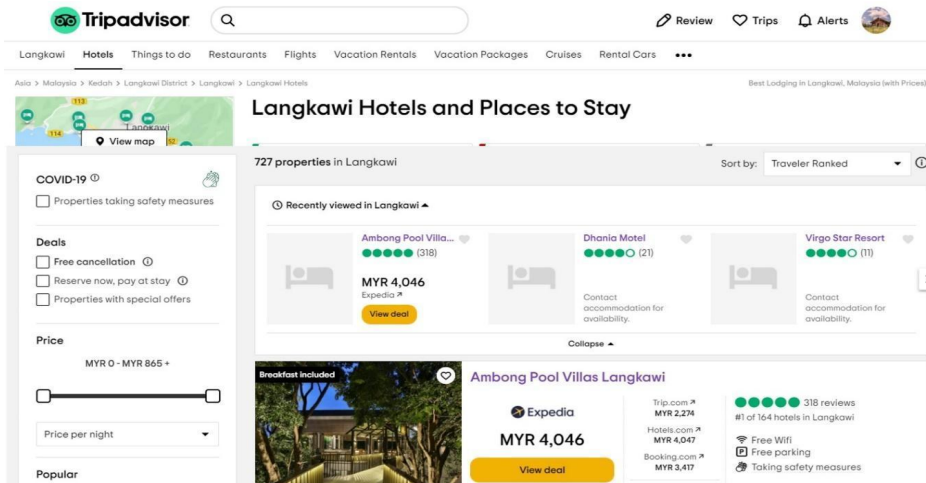 Tripadvisor
Review
Trips
Alerts
Langkawi Hotels Things to do Restaurants Flights Vacation Rentals Vacation Packages Cruises Rental Cars
Asia > Malaysia > Kedah > Langkawi District > Langkawi > Langkawi Hotels
Best Lodging in Langkawi, Malaysia (with Prices)
113
114
52
Langkawi
View map
Langkawi Hotels and Places to Stay
727 properties in Langkawi
Sort by: Traveler Ranked
COVID-19
Properties taking safety measures
Deals
Free cancellation
Reserve now, pay at stay
Properties with special offers
Price
MYR 0 - MYR 865 +
Price per night
Popular
Recently viewed in Langkawi
Ambong Pool Villa...
(318)
MYR 4,046
Expedia
View deal
Dhania Motel
(21)
Contact
accommodation for
availability.
Virgo Star Resort
(11)
Contact
accommodation for
availability.
Collapse
Breakfast included
Ambong Pool Villas Langkawi
Expedia
MYR 4,046
View deal
Trip.com
MYR 2,274
Hotels.com
MYR 4,047
Booking.com
MYR 3,417
318 reviews
#1 of 164 hotels in Langkawi
Free Wifi
Free parking
Taking safety measures